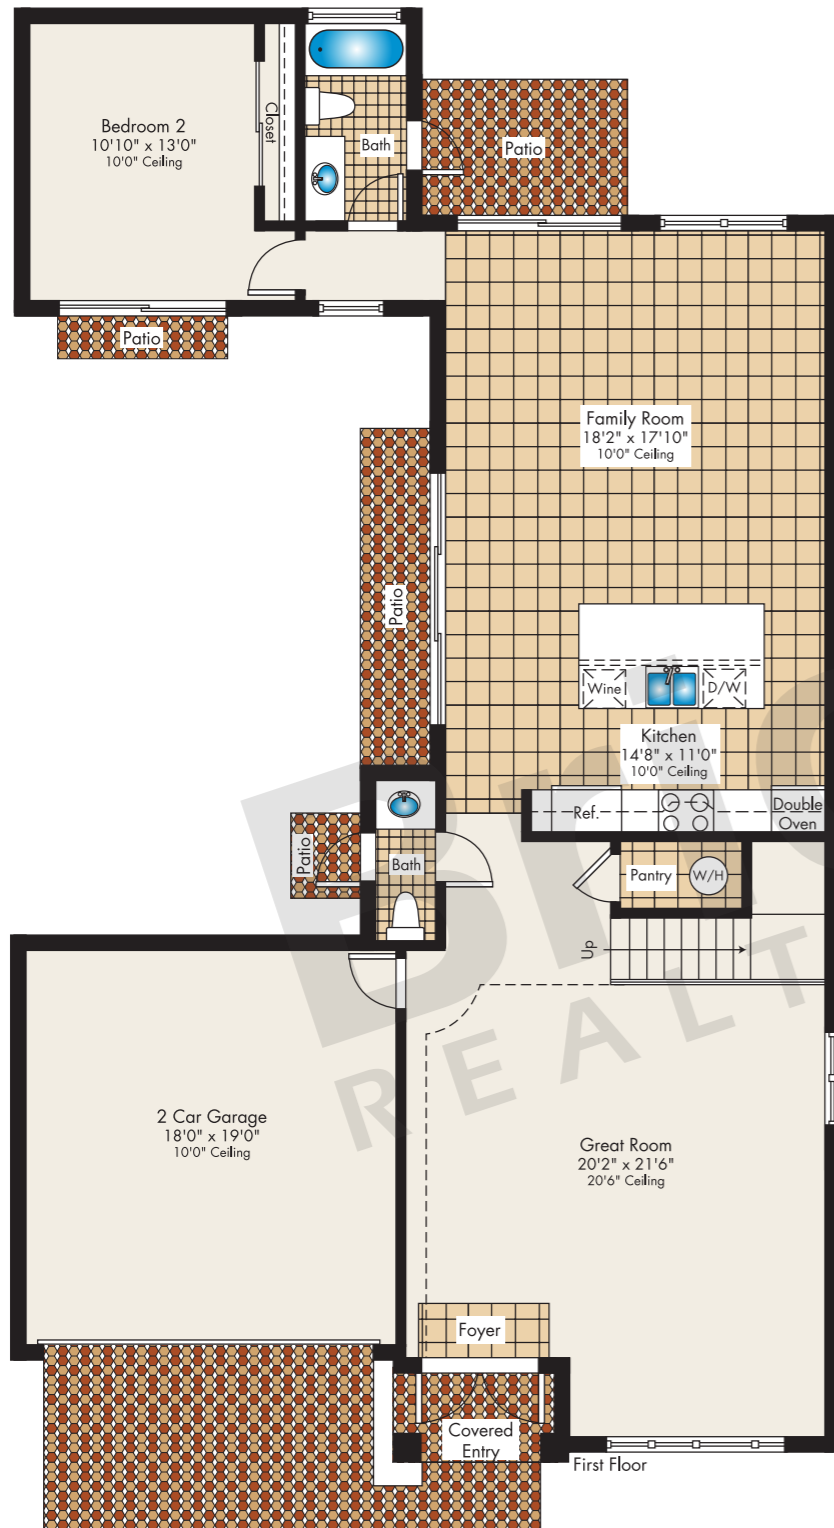 Bedroom 2
10'10" x 13'0"
10'0" Ceiling
Closet
Bath
Patio
Patio
Family Room
18'2" x 17'10"
10'0" Ceiling
Patio
Wine
D/W
Kitchen
14'8" x 11'0"
10'0" Ceiling
Ref.
Double
Oven
Patio
Bath
Pantry
W/H
Up
2 Car Garage
18'0" x 19'0"
10'0" Ceiling
Great Room
20'2" x 21'6"
20'6" Ceiling
Foyer
Covered
Entry
First Floor
Bri
REALT